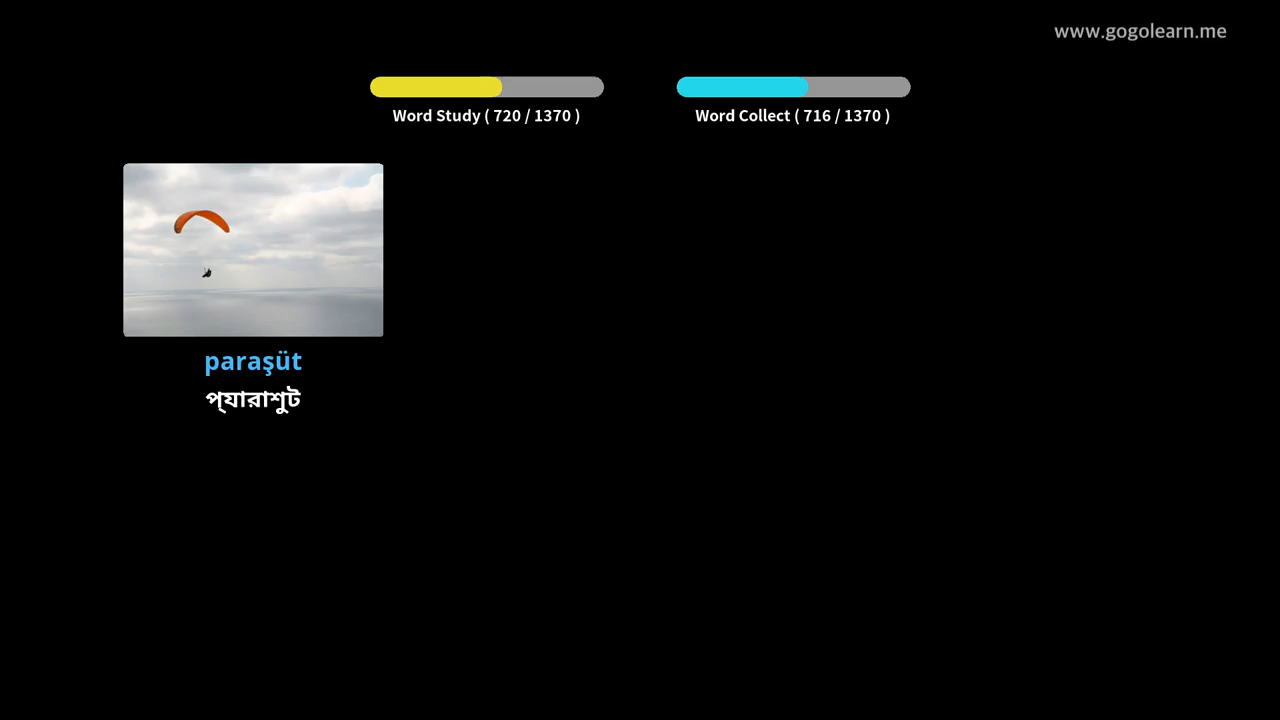 www.gogolearn.me
Word Study ( 720 / 1370 )
Word Collect ( 716 / 1370 )
paraşüt
প্যারাশুট